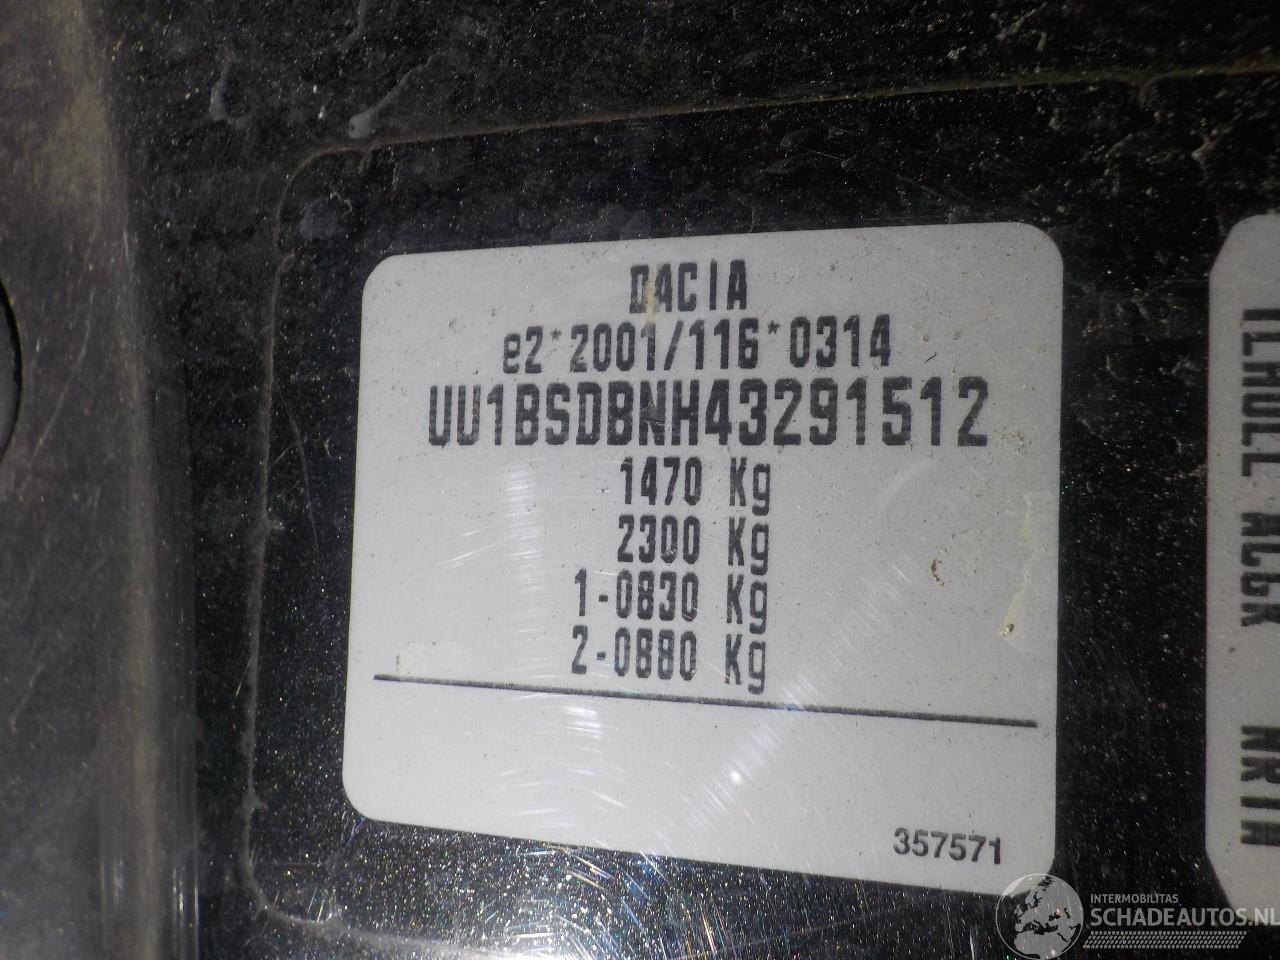 DACIA
e2*2001/116*0314
UU1BSDBNH43291512
1470 Kg
2300 Kg
1-0830 Kg
2-0880 Kg
357571
INTERMOBILITAS
SCHADEAUTOS.NL